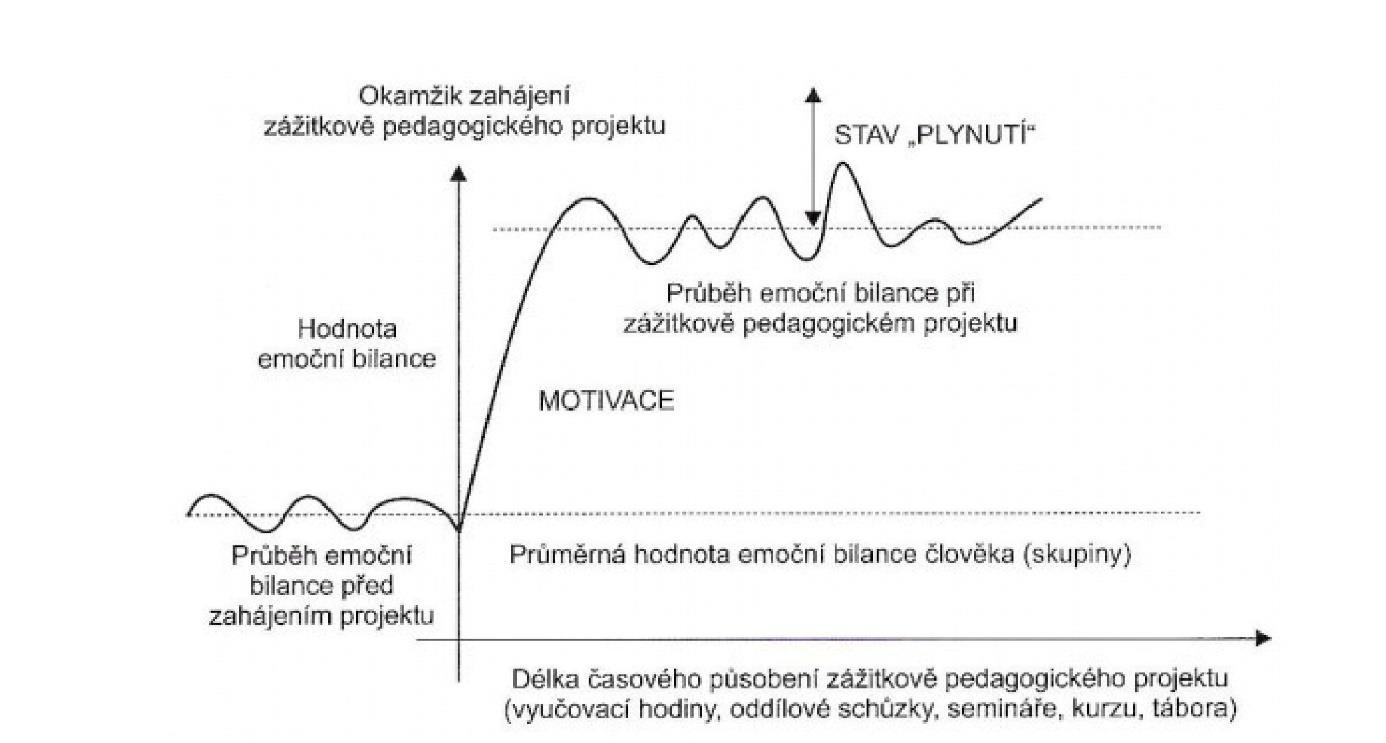 Okamžik zahájení
zážitkově pedagogického projektu
STAV „PLYNUTÍ“
Průběh emoční bilance při
zážitkově pedagogickém projektu
Hodnota
emoční bilance
MOTIVACE
Průběh emoční
bilance před
zahájením projektu
Průměrná hodnota emoční bilance člověka (skupiny)
Délka časového působení zážitkově pedagogického projektu
(vyučovací hodiny, oddílové schůzky, semináře, kurzu, tábora)